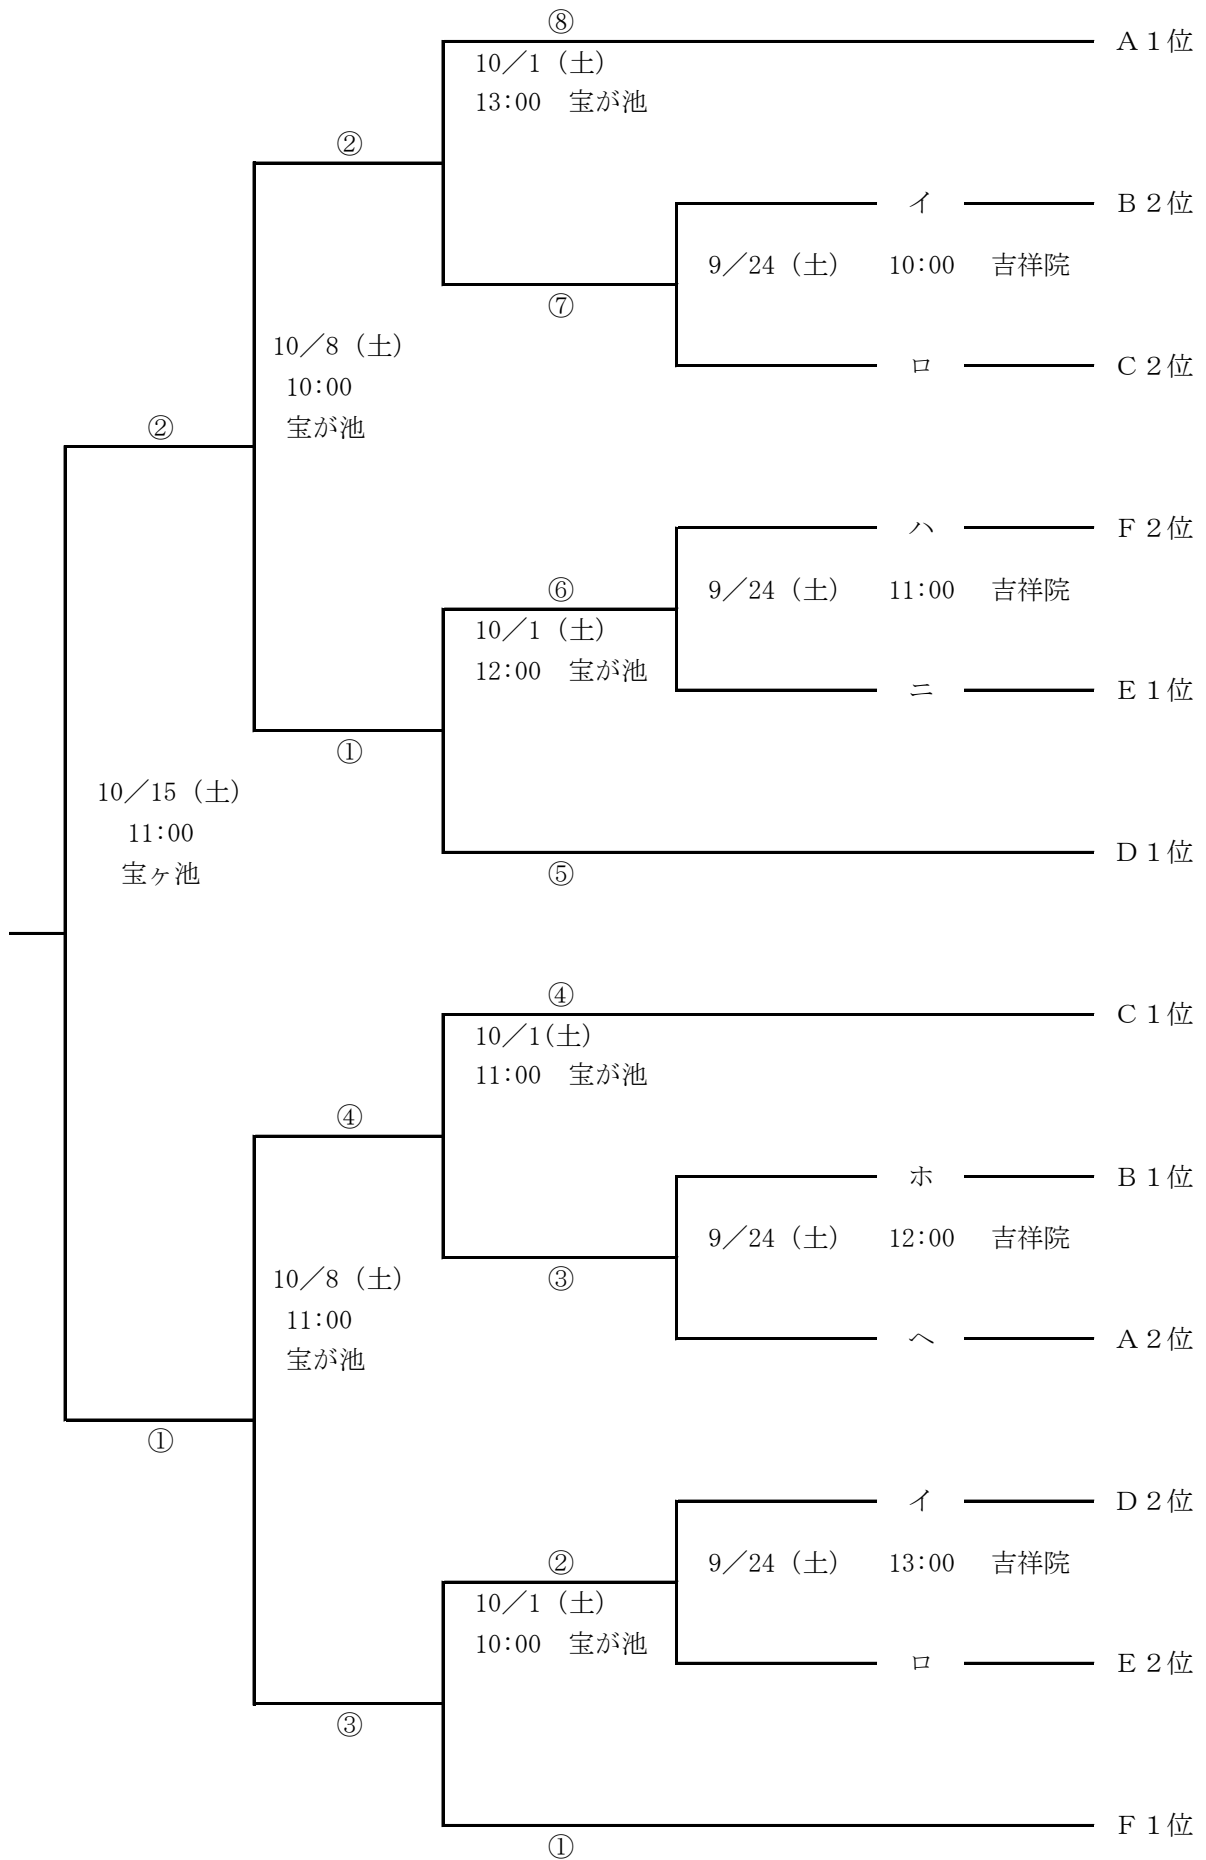 ⑧
Ａ１位
10／1（土）
13:00　宝が池
②
イ
Ｂ２位
9／24（土）　10:00　吉祥院
⑦
10／8（土）
10:00
宝が池
ロ
Ｃ２位
②
ハ
Ｆ２位
⑥
9／24（土）　11:00　吉祥院
10／1（土）
12:00　宝が池
ニ
Ｅ１位
①
10／15（土）
11:00
宝ヶ池
Ｄ１位
⑤
④
Ｃ１位
10／1(土）
11:00　宝が池
④
ホ
Ｂ１位
9／24（土）　12:00　吉祥院
③
10／8（土）
11:00
宝が池
ヘ
Ａ２位
①
イ
Ｄ２位
②
9／24（土）　13:00　吉祥院
10／1（土）
10:00　宝が池
ロ
Ｅ２位
③
Ｆ１位
①